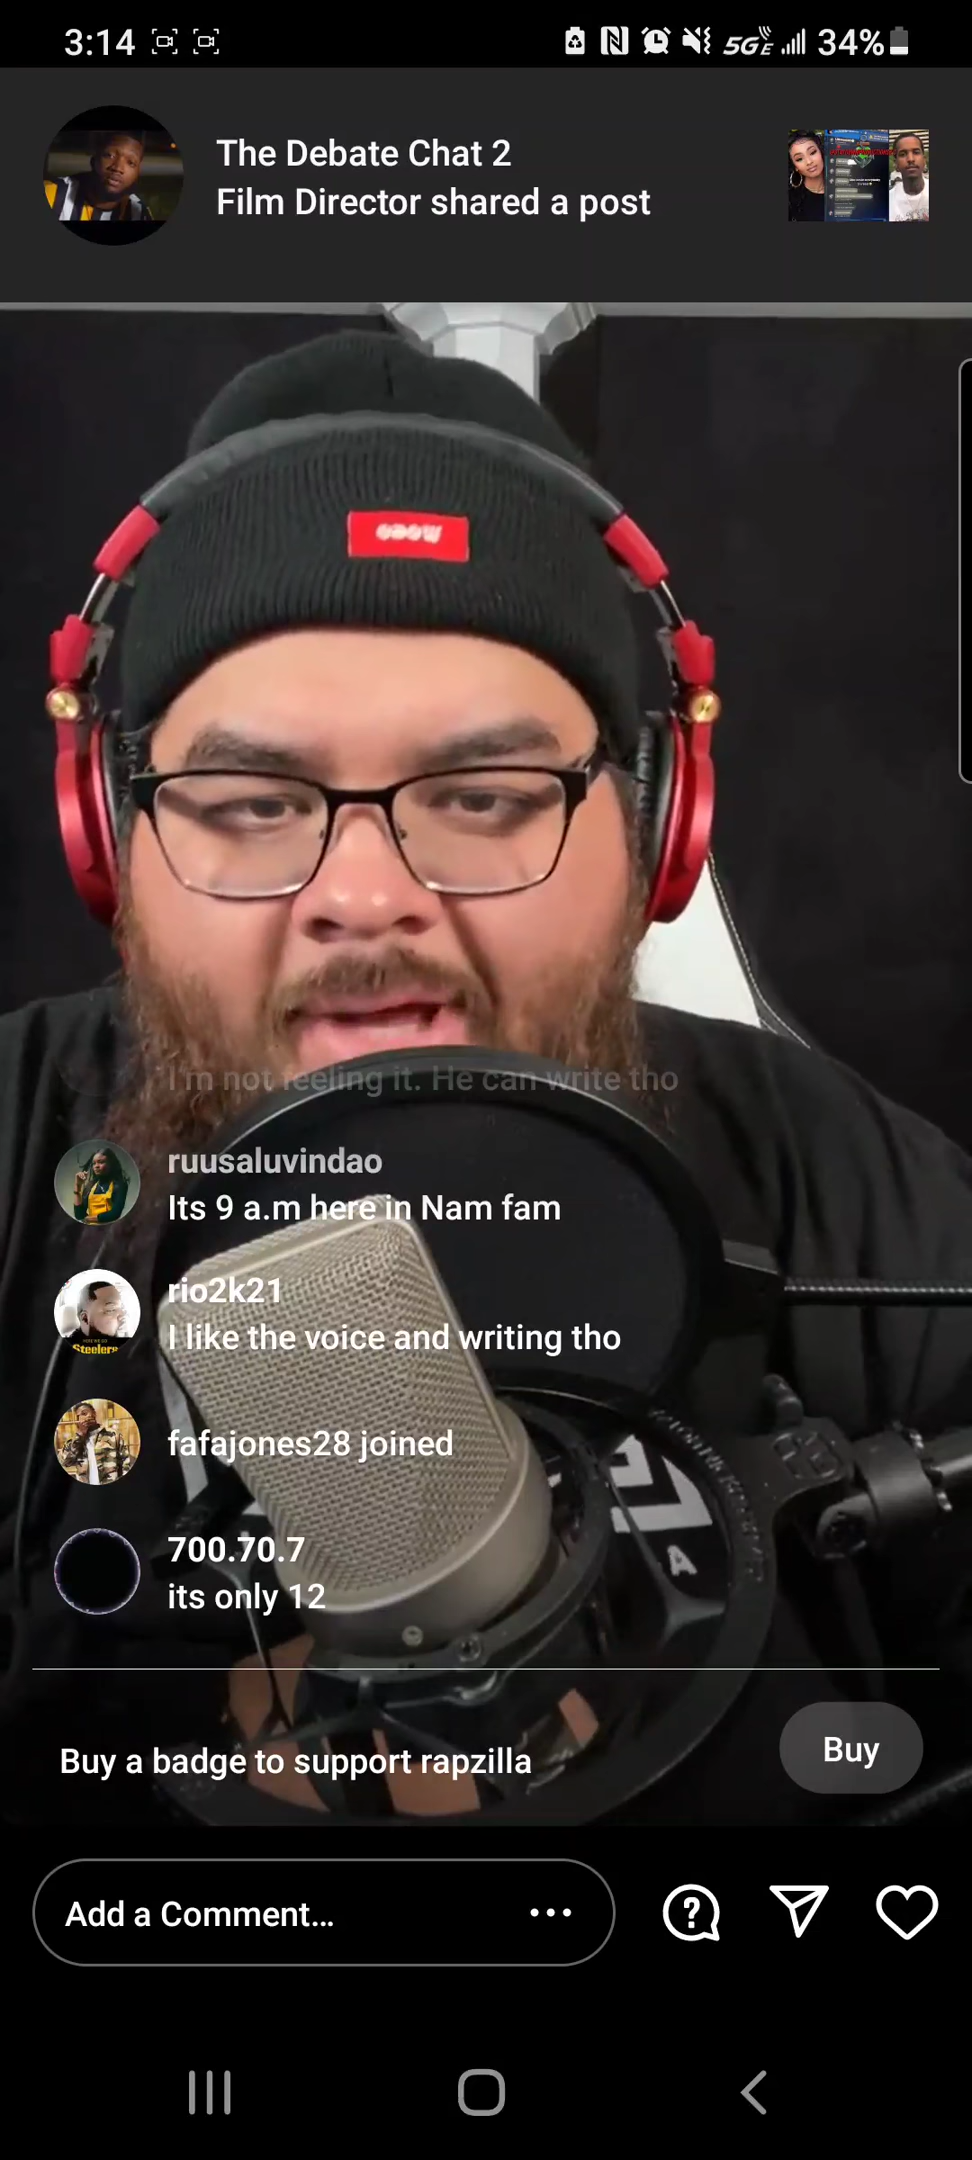 3:14
5GE
34%
The Debate Chat 2
Film Director shared a post
I'm not feeling it. He can write tho
ruusaluvindao
Its 9 a.m here in Nam fam
rio2k21
I like the voice and writing tho
Steelers
fafajones28 joined
700.70.7
its only 12
A
Buy a badge to support rapzilla
Buy
Add a Comment...